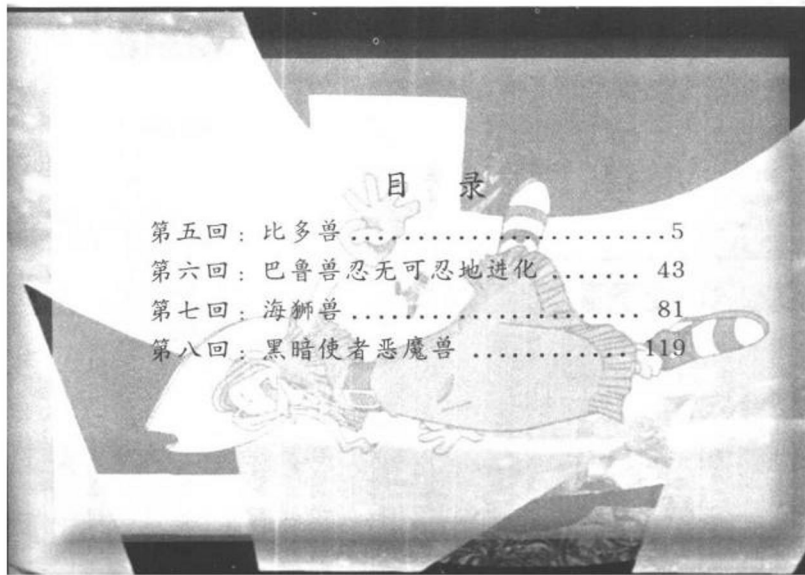 目 录
第五回：比多兽........................5
第六回：巴鲁兽忍无可忍地进化 ....... 43
第七回：海狮兽...................... 81
第八回：黑暗使者恶魔兽 ............. 119